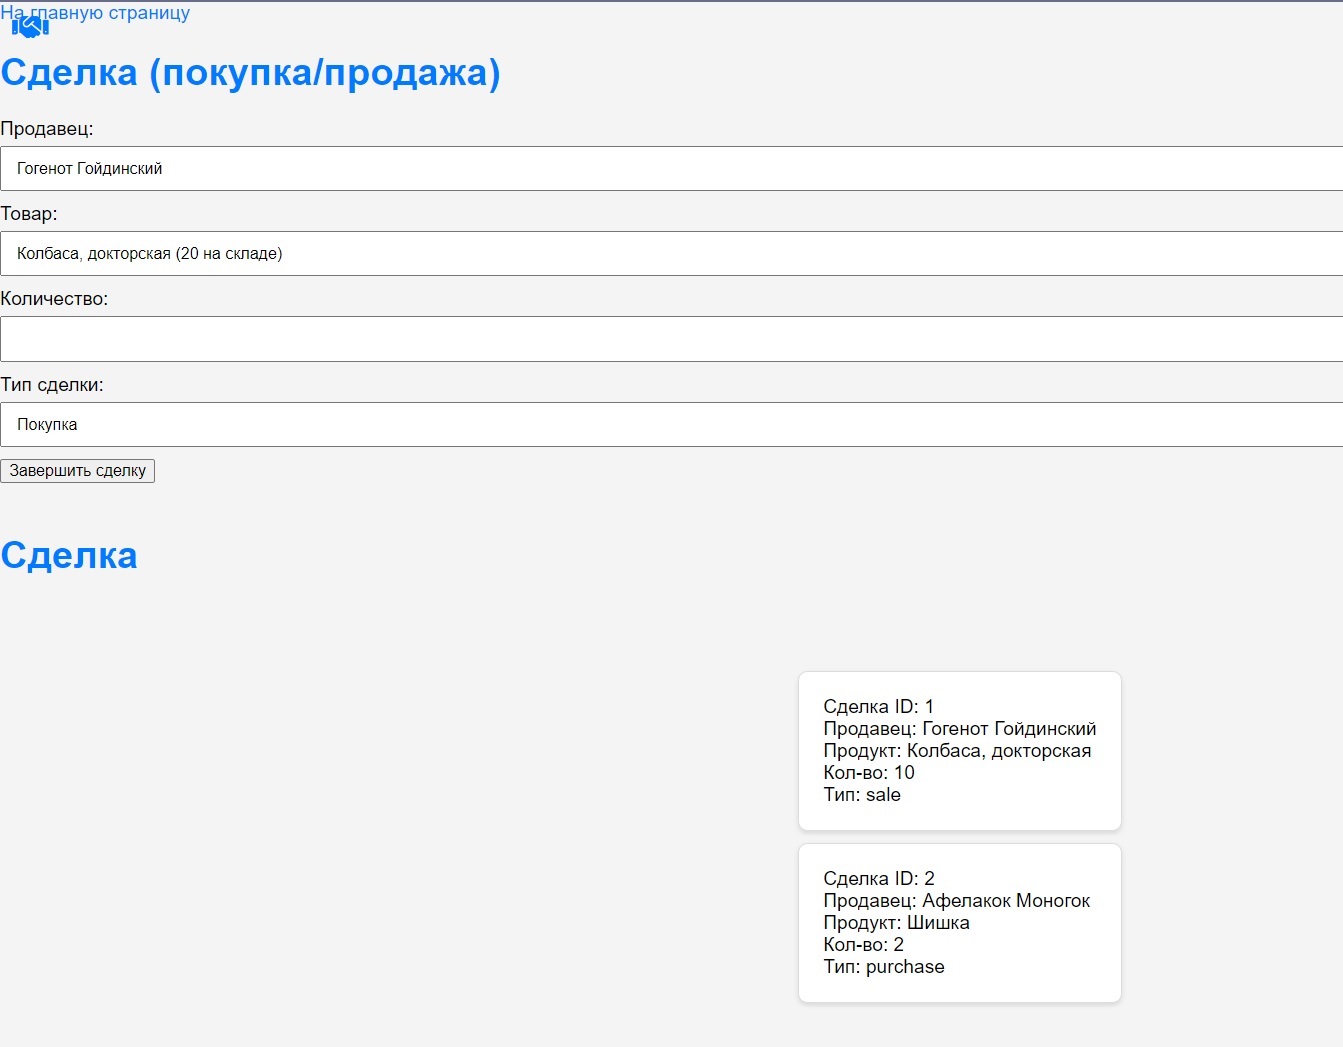 На главную страницу
Сделка (покупка/продажа)
Продавец:
Гогенот Гойдинский
Товар:
Колбаса, докторская (20 на складе)
Количество:
Тип сделки:
Покупка
Завершить сделку
Сделка
Сделка ID: 1
Продавец: Гогенот Гойдинский
Продукт: Колбаса, докторская
Кол-во: 10
Тип: sale
Сделка ID: 2
Продавец: Афелакок Моногок
Продукт: Шишка
Кол-во: 2
Тип: purchase